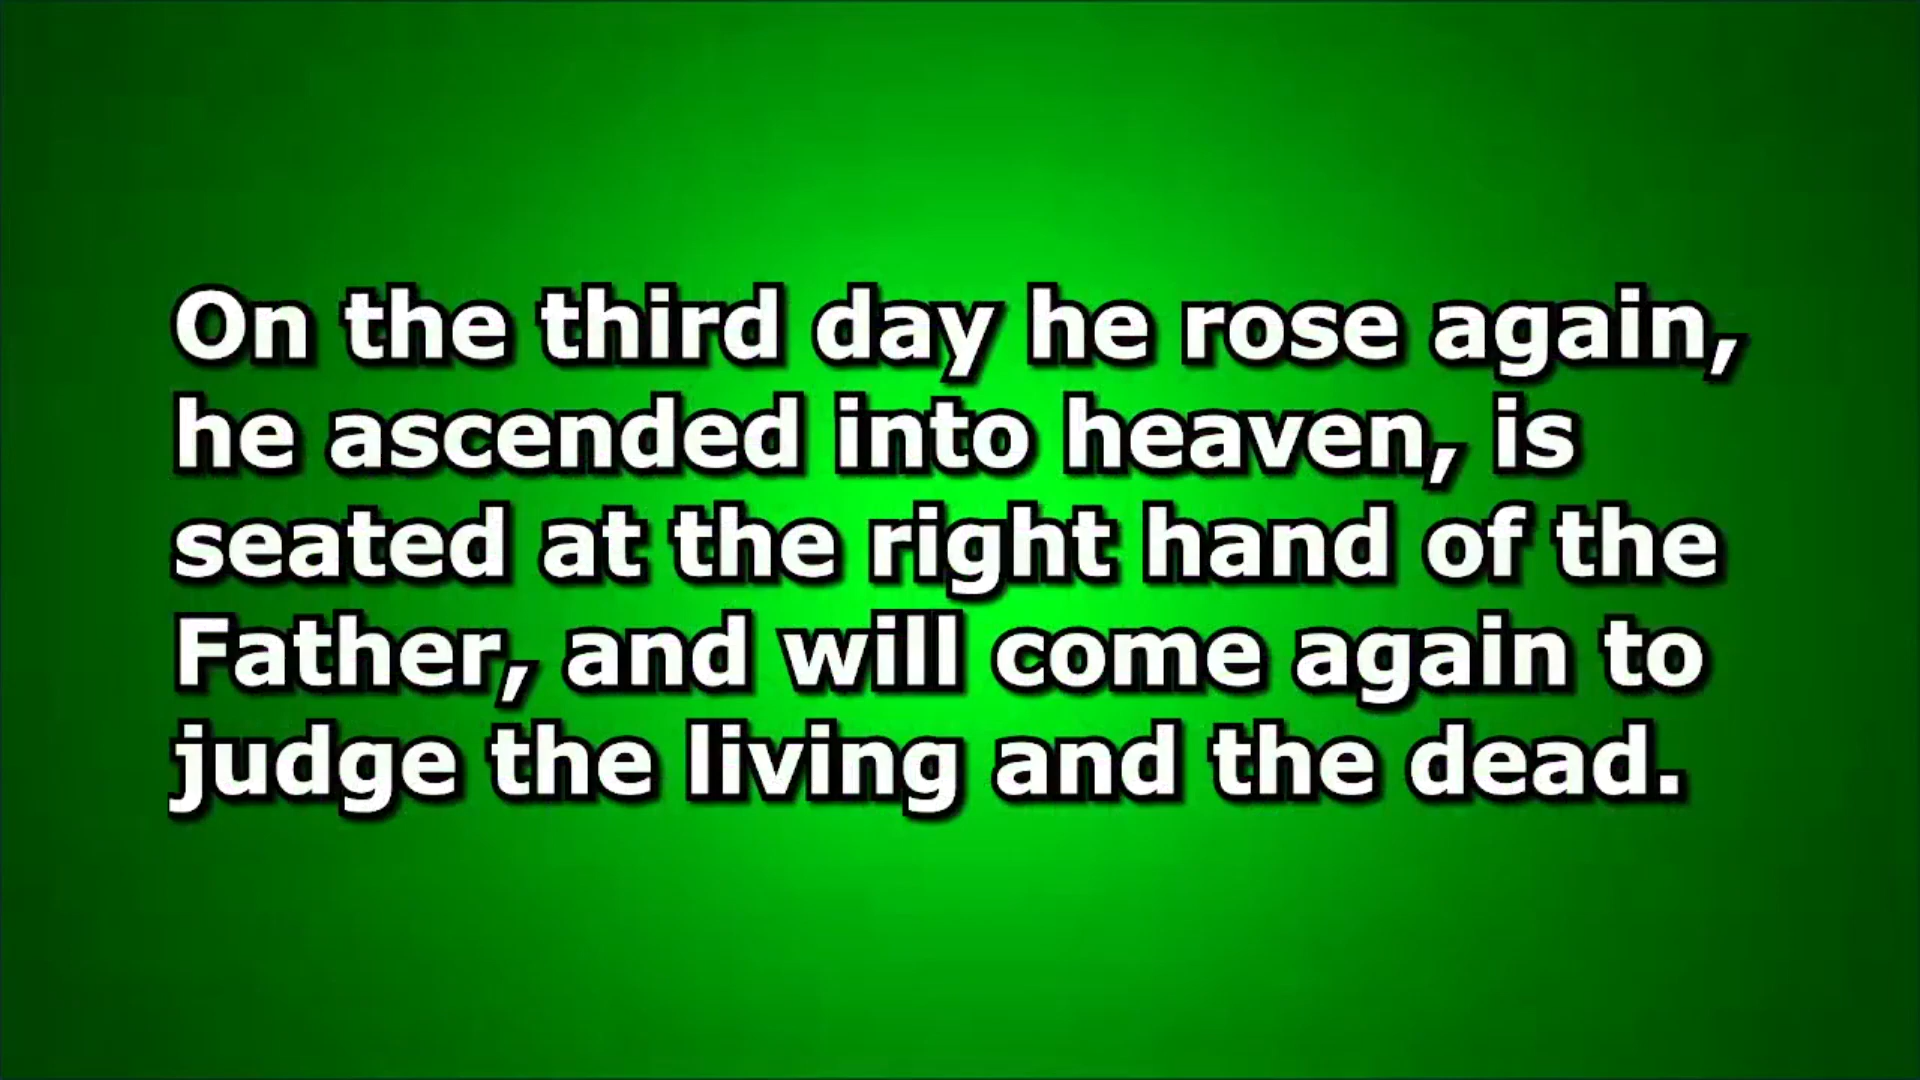 On the third day he rose again,
he ascended into heaven, is
seated at the right hand of the
Father, and will come again to
judge the living and the dead.